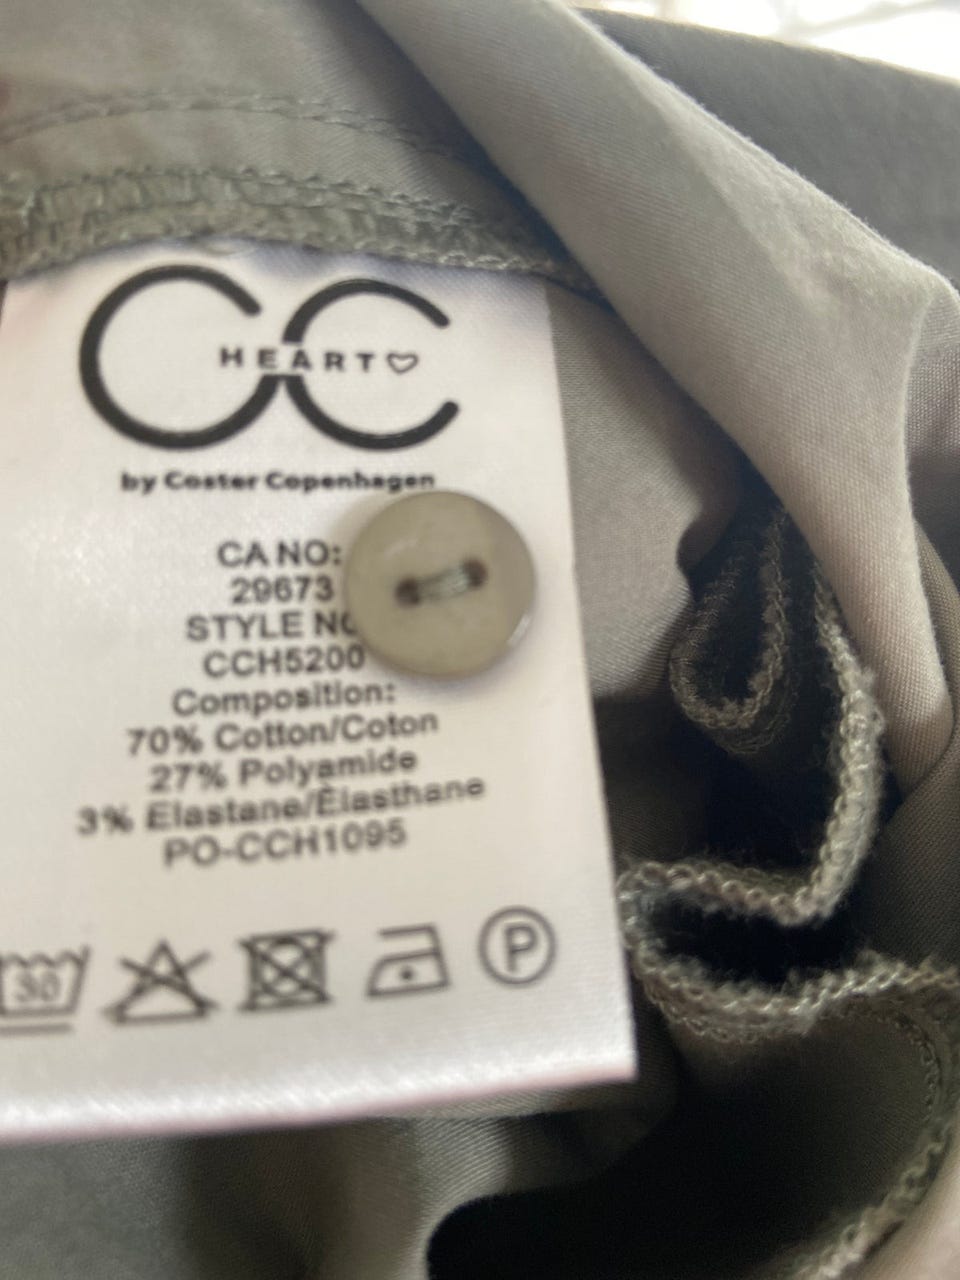 CC
HEART
by Coster Copenhagen
CA NO:
29673
STYLE
CCH5200
Composition:
70% Cotton/Coton
27% Polyamide
3% Elastane/Élasthane
PO-CCH1095
30
P